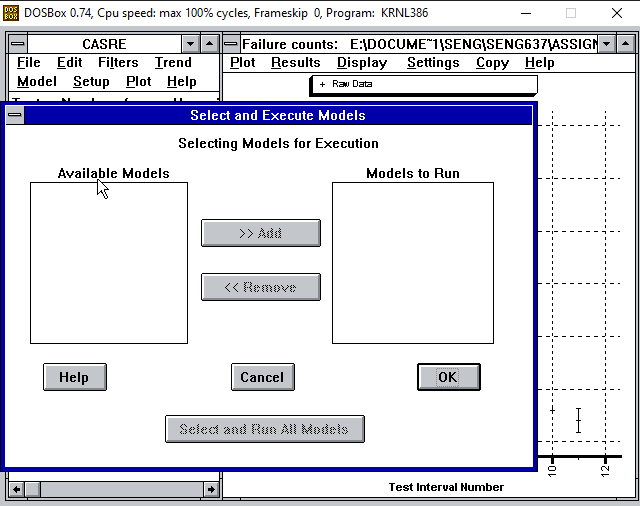 DOSBox 0.74, Cpu speed: max 100% cycles, Frameskip 0, Program: KRNL386
CASRE
File Edit Filters Trend
Model Setup Plot Help
Failure counts: E:\DOCUME~1\SENG\SENG637\ASSIGN
Plot Results Display Settings Copy Help
+ Raw Data
Select and Execute Models
Selecting Models for Execution
Available Models
Models to Run
>> Add
<< Remove
Help
Cancel
OK
Select and Run All Models
10
12
Test Interval Number